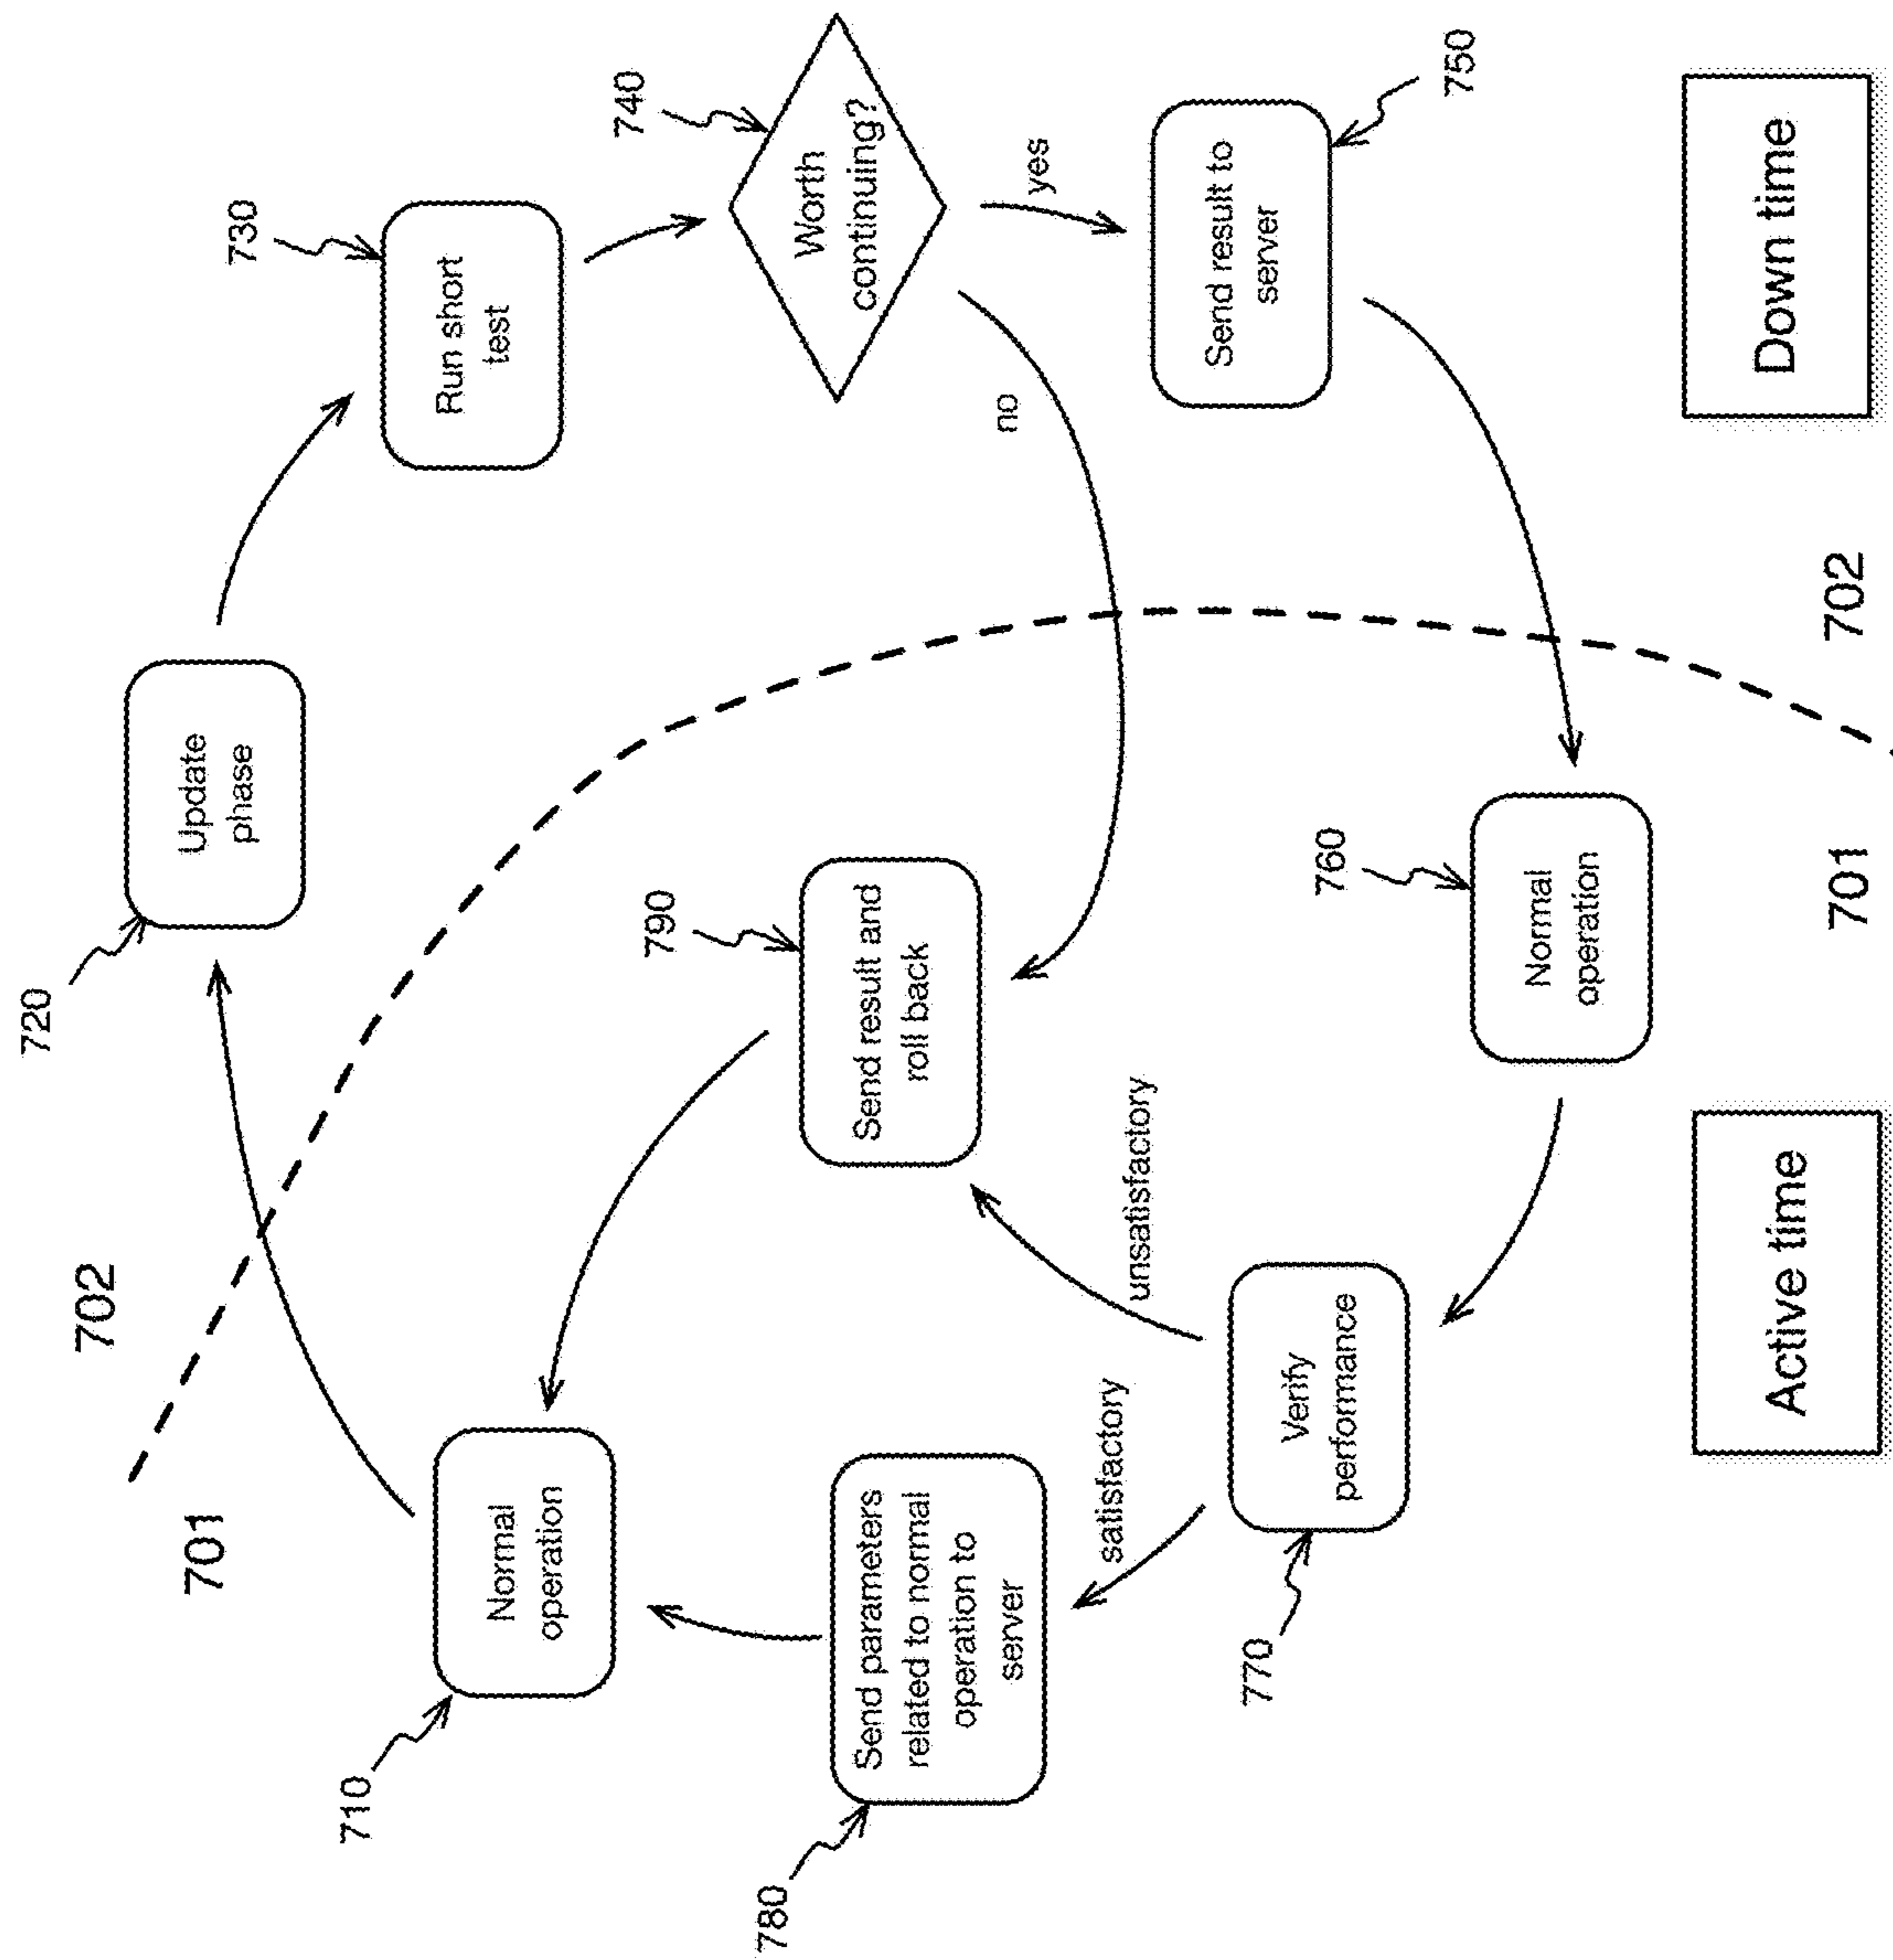 702
701
720
Update
phase
710
Normal
operation
730
Run short
test
740
Worth
continuing?
no
yes
750
Send result to
server
790
Send result and
roll back
780
Send parameters
related to normal
operation to
server
satisfactory
unsatisfactory
770
Verify
performance
760
Normal
operation
Active time
701
702
Down time